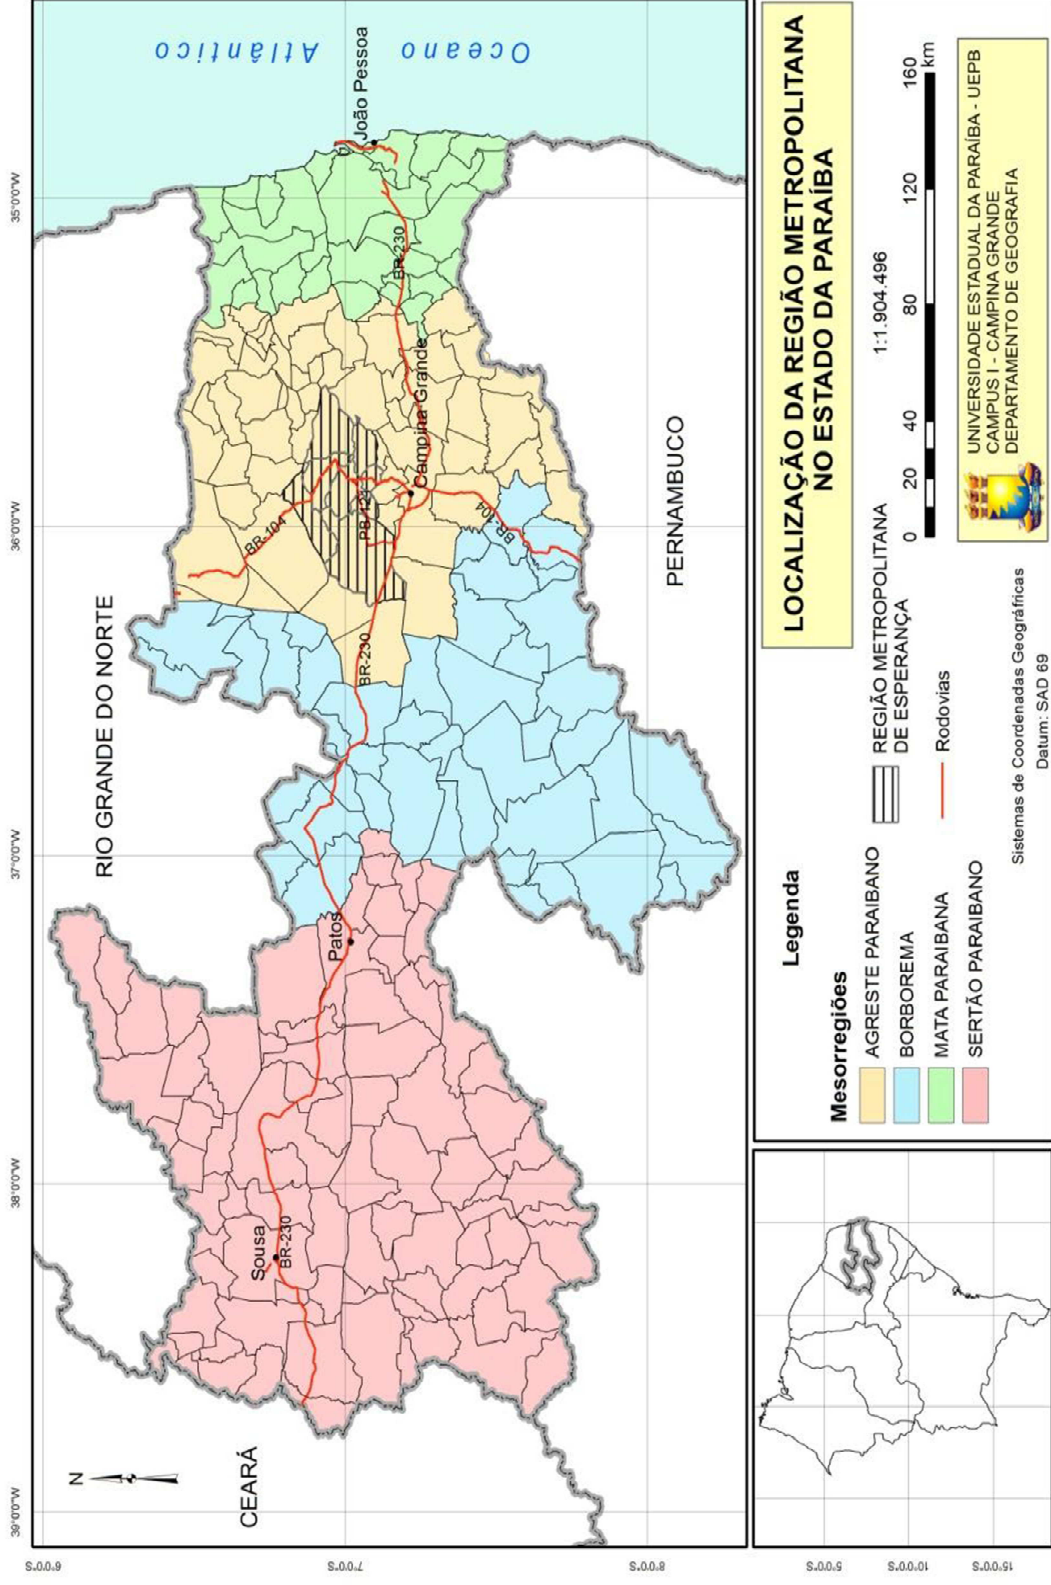 39°0'0"W
38°0'0"W
37°0'0"W
36°0'0"W
35°0'0"W
6°0'0"S
7°0'0"S
8°0'0"S
N
CEARÁ
RIO GRANDE DO NORTE
PERNAMBUCO
Oceano
Atlântico
Sousa
BR-230
Patos
BR-230
BR-104
PB-121
Campina Grande
BR-104
BR-230
João Pessoa
5°0'0"S
10°0'0"S
15°0'0"S
Legenda
Mesorregiões
AGRESTE PARAIBANO
BORBOREMA
MATA PARAIBANA
SERTÃO PARAIBANO
REGIÃO METROPOLITANA
DE ESPERANÇA
Rodovias
Sistemas de Coordenadas Geográfricas
Datum: SAD 69
LOCALIZAÇÃO DA REGIÃO METROPOLITANA
NO ESTADO DA PARAÍBA
1:1.904.496
0 20 40 80 120 160
km
UNIVERSIDADE ESTADUAL DA PARAÍBA - UEPB
CAMPUS I - CAMPINA GRANDE
DEPARTAMENTO DE GEOGRAFIA